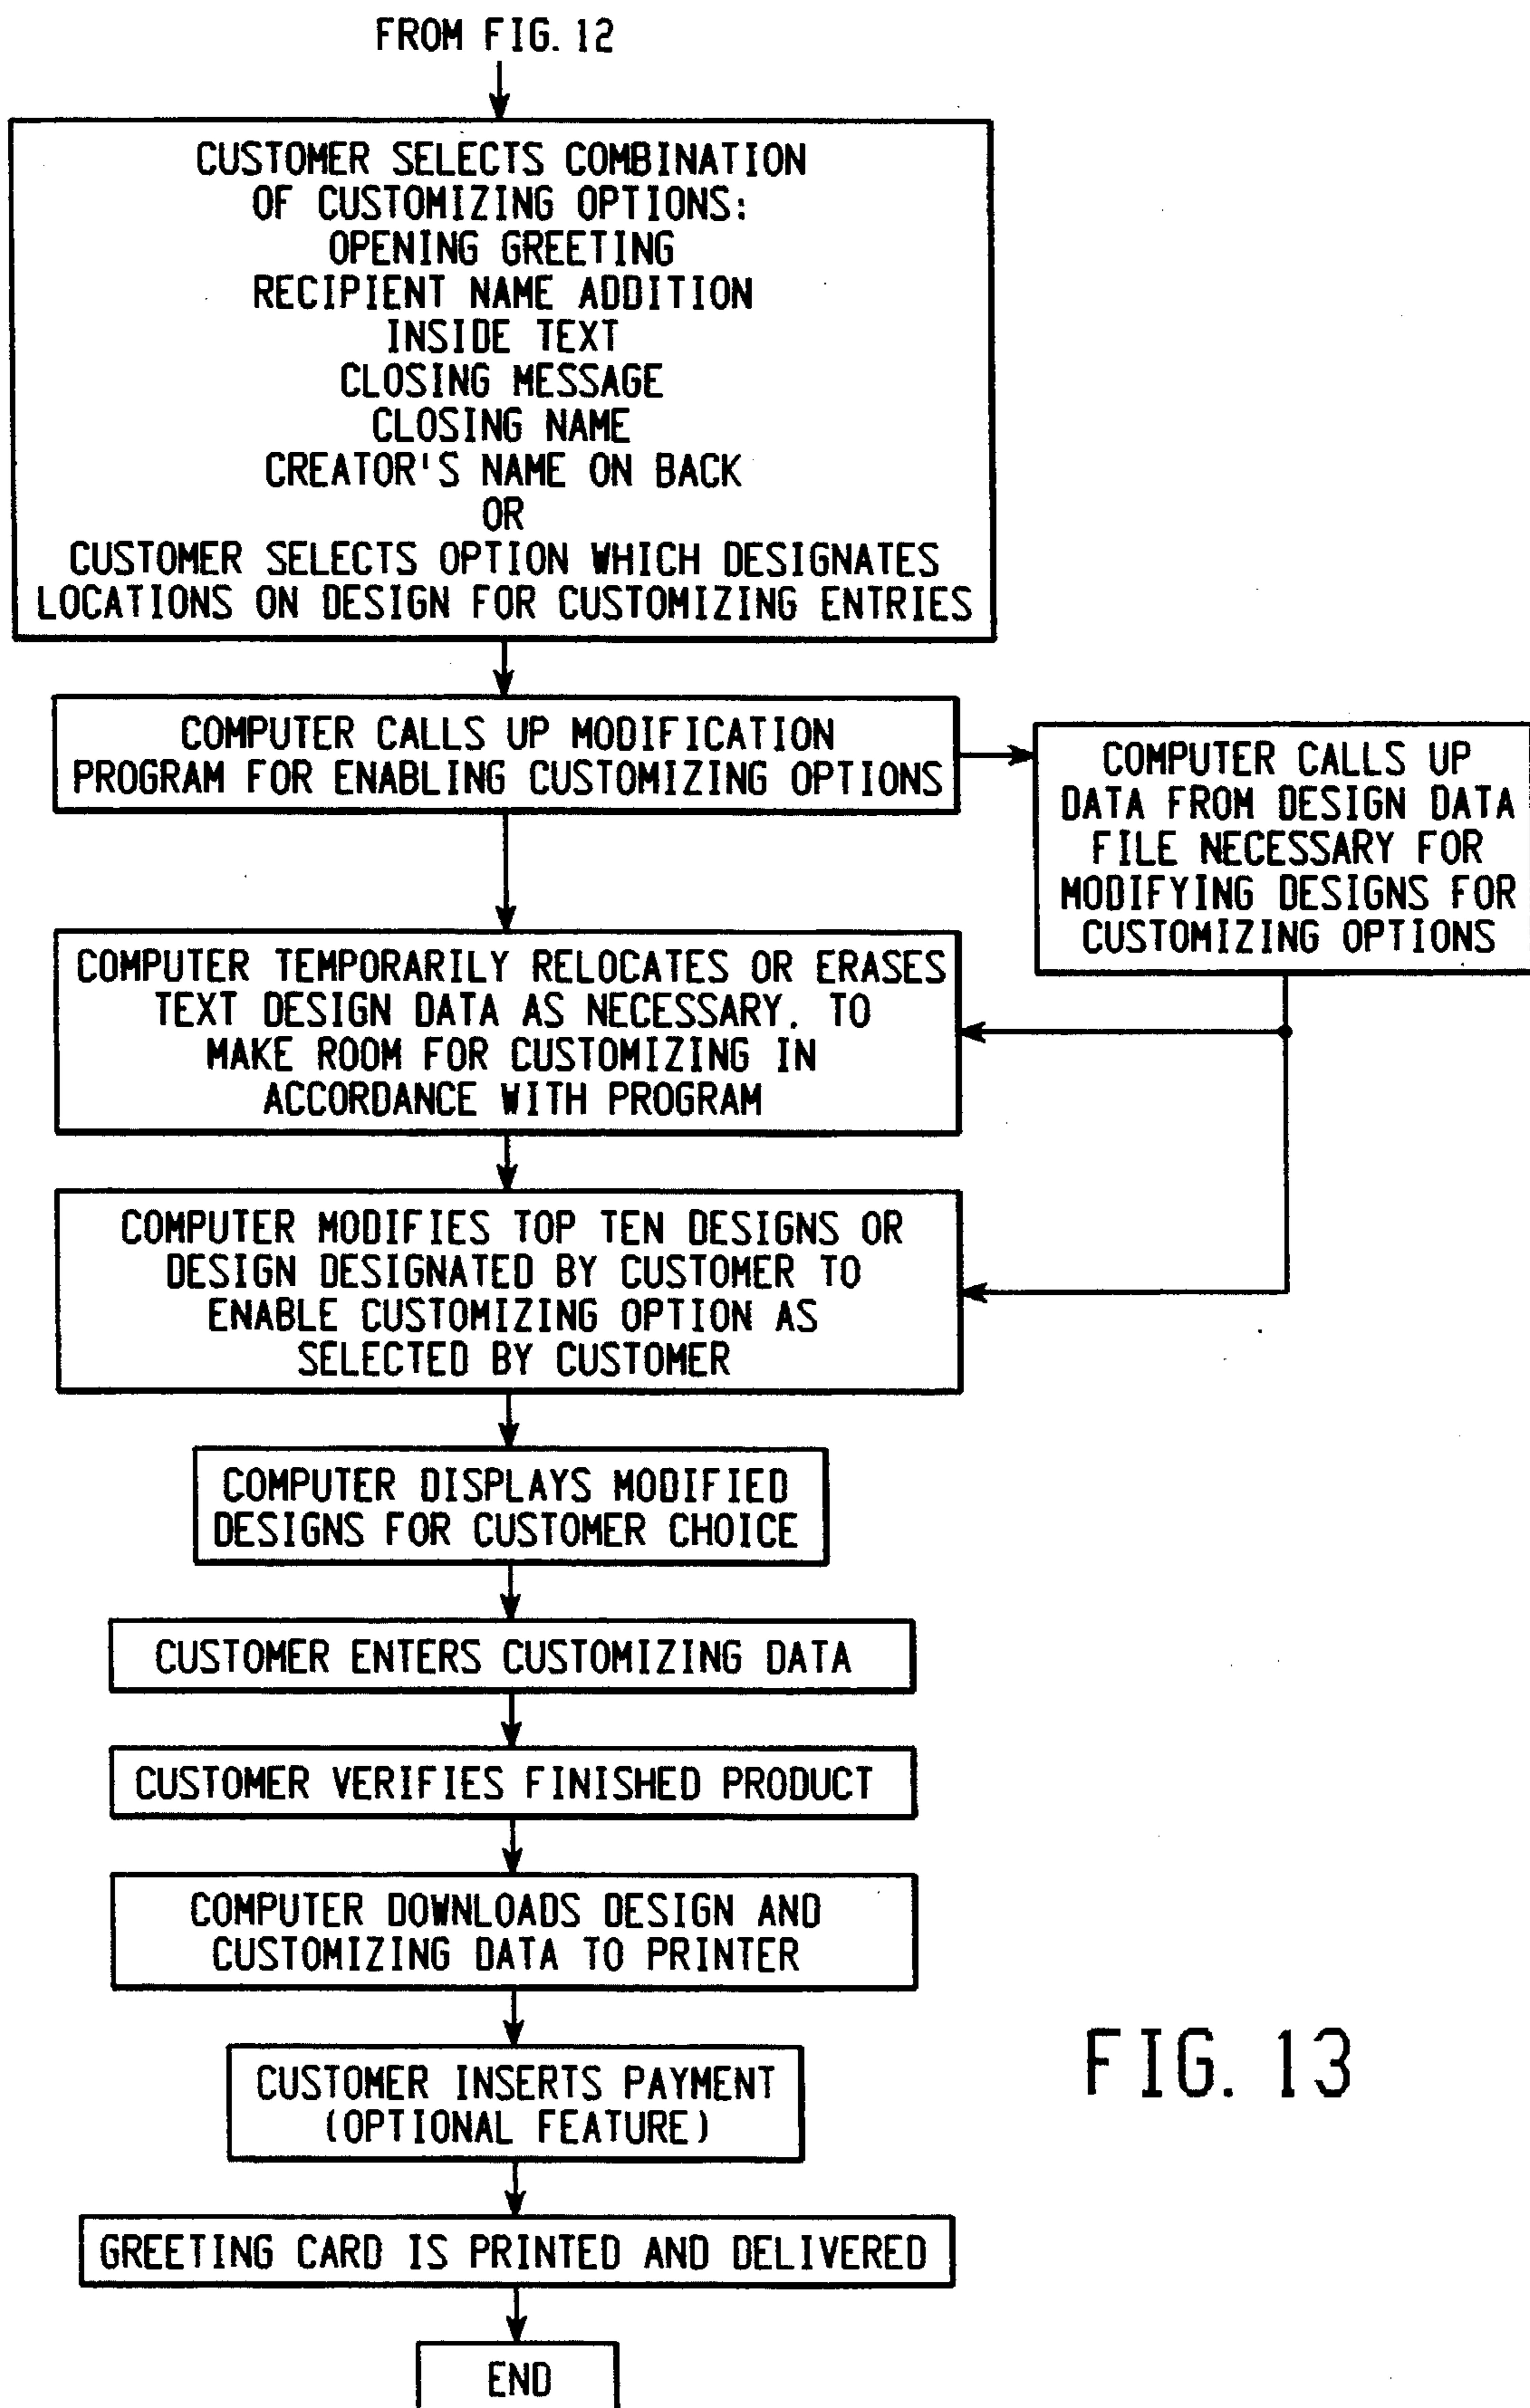 FROM FIG. 12
CUSTOMER SELECTS COMBINATION
OF CUSTOMIZING OPTIONS:
OPENING GREETING
RECIPIENT NAME ADDITION
INSIDE TEXT
CLOSING MESSAGE
CLOSING NAME
CREATOR'S NAME ON BACK
OR
CUSTOMER SELECTS OPTION WHICH DESIGNATES
LOCATIONS ON DESIGN FOR CUSTOMIZING ENTRIES
COMPUTER CALLS UP MODIFICATION
PROGRAM FOR ENABLING CUSTOMIZING OPTIONS
COMPUTER CALLS UP
DATA FROM DESIGN DATA
FILE NECESSARY FOR
MODIFYING DESIGNS FOR
CUSTOMIZING OPTIONS
COMPUTER TEMPORARILY RELOCATES OR ERASES
TEXT DESIGN DATA AS NECESSARY. TO
MAKE ROOM FOR CUSTOMIZING IN
ACCORDANCE WITH PROGRAM
COMPUTER MODIFIES TOP TEN DESIGNS OR
DESIGN DESIGNATED BY CUSTOMER TO
ENABLE CUSTOMIZING OPTION AS
SELECTED BY CUSTOMER
COMPUTER DISPLAYS MODIFIED
DESIGNS FOR CUSTOMER CHOICE
CUSTOMER ENTERS CUSTOMIZING DATA
CUSTOMER VERIFIES FINISHED PRODUCT
COMPUTER DOWNLOADS DESIGN AND
CUSTOMIZING DATA TO PRINTER
CUSTOMER INSERTS PAYMENT
(OPTIONAL FEATURE)
GREETING CARD IS PRINTED AND DELIVERED
END
FIG. 13